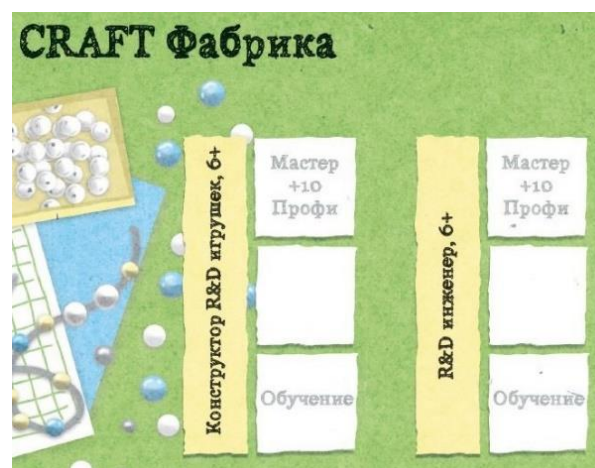 CRAFT Фабрика
Конструктор R&D игрушек, 6+
Мастер
+10
Профи
Обучение
R&D инженер, 6+
Мастер
+10
Профи
Обучение